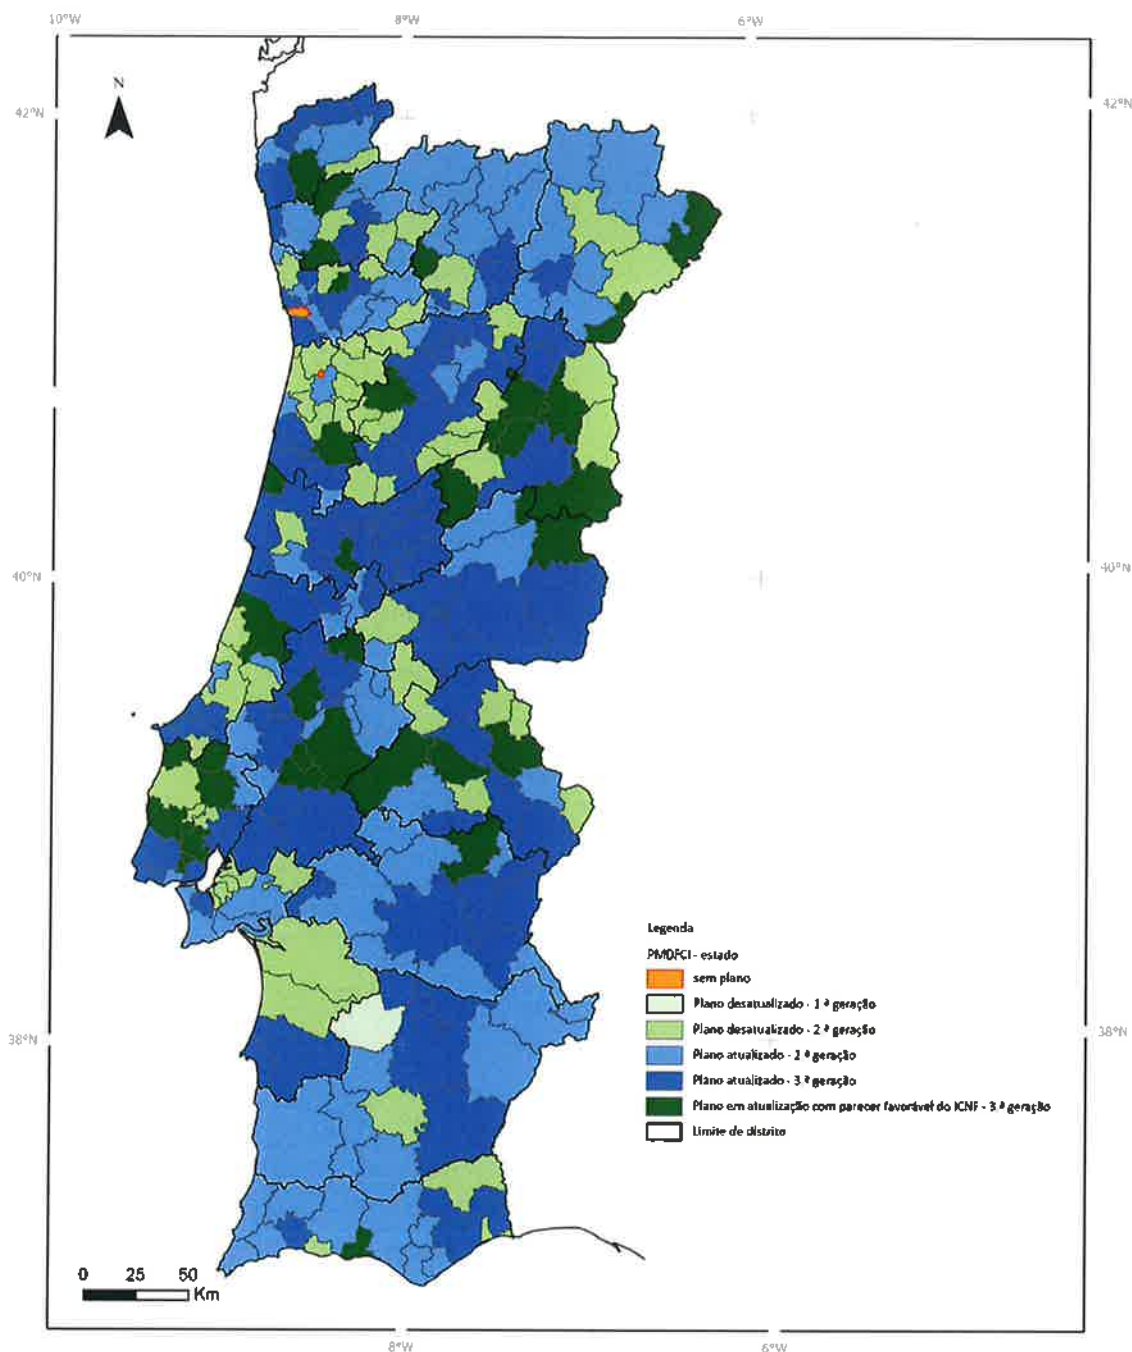 10°W 8°W 6°W
N
42°N 42°N
40°N 40°N
Legenda
PMDFCI - estado
sem plano
Plano desatualizado - 1 ª geração
Plano desatualizado - 2 ª geração
38°N 38°N
Plano atualizado - 2 ª geração
Plano atualizado - 3 ª geração
Plano em atualização com parecer favorável do ICNF - 3 ª geração
Limite de distrito
0 25 50
Km
8°W 6°W